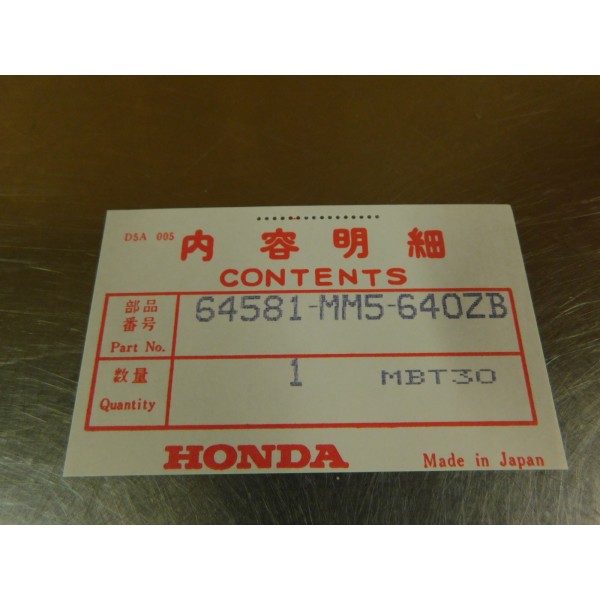 DSA 005
内容明細
CONTENTS
部品
番号
Part No.
64581-MM5-640ZB
数量
Quantity
1 MBT30
HONDA
Made in Japan